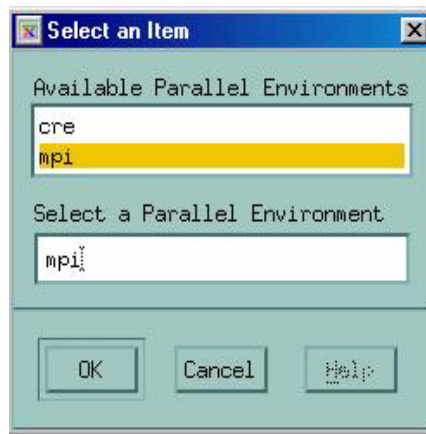 Select an Item
Available Parallel Environments
cre
mpi
Select a Parallel Environment
mpi
OK Cancel Help